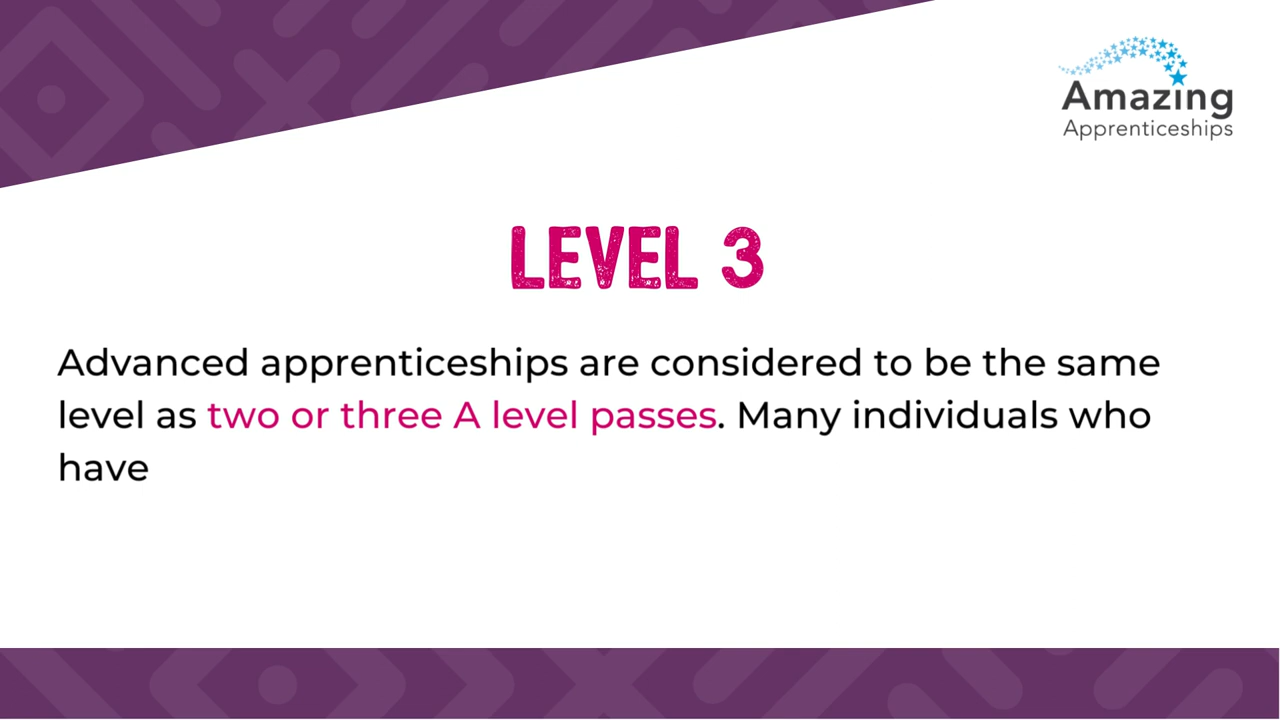 Amazing
Apprenticeships
LEVEL 3
Advanced apprenticeships are considered to be the same
level as two or three A level passes. Many individuals who
have